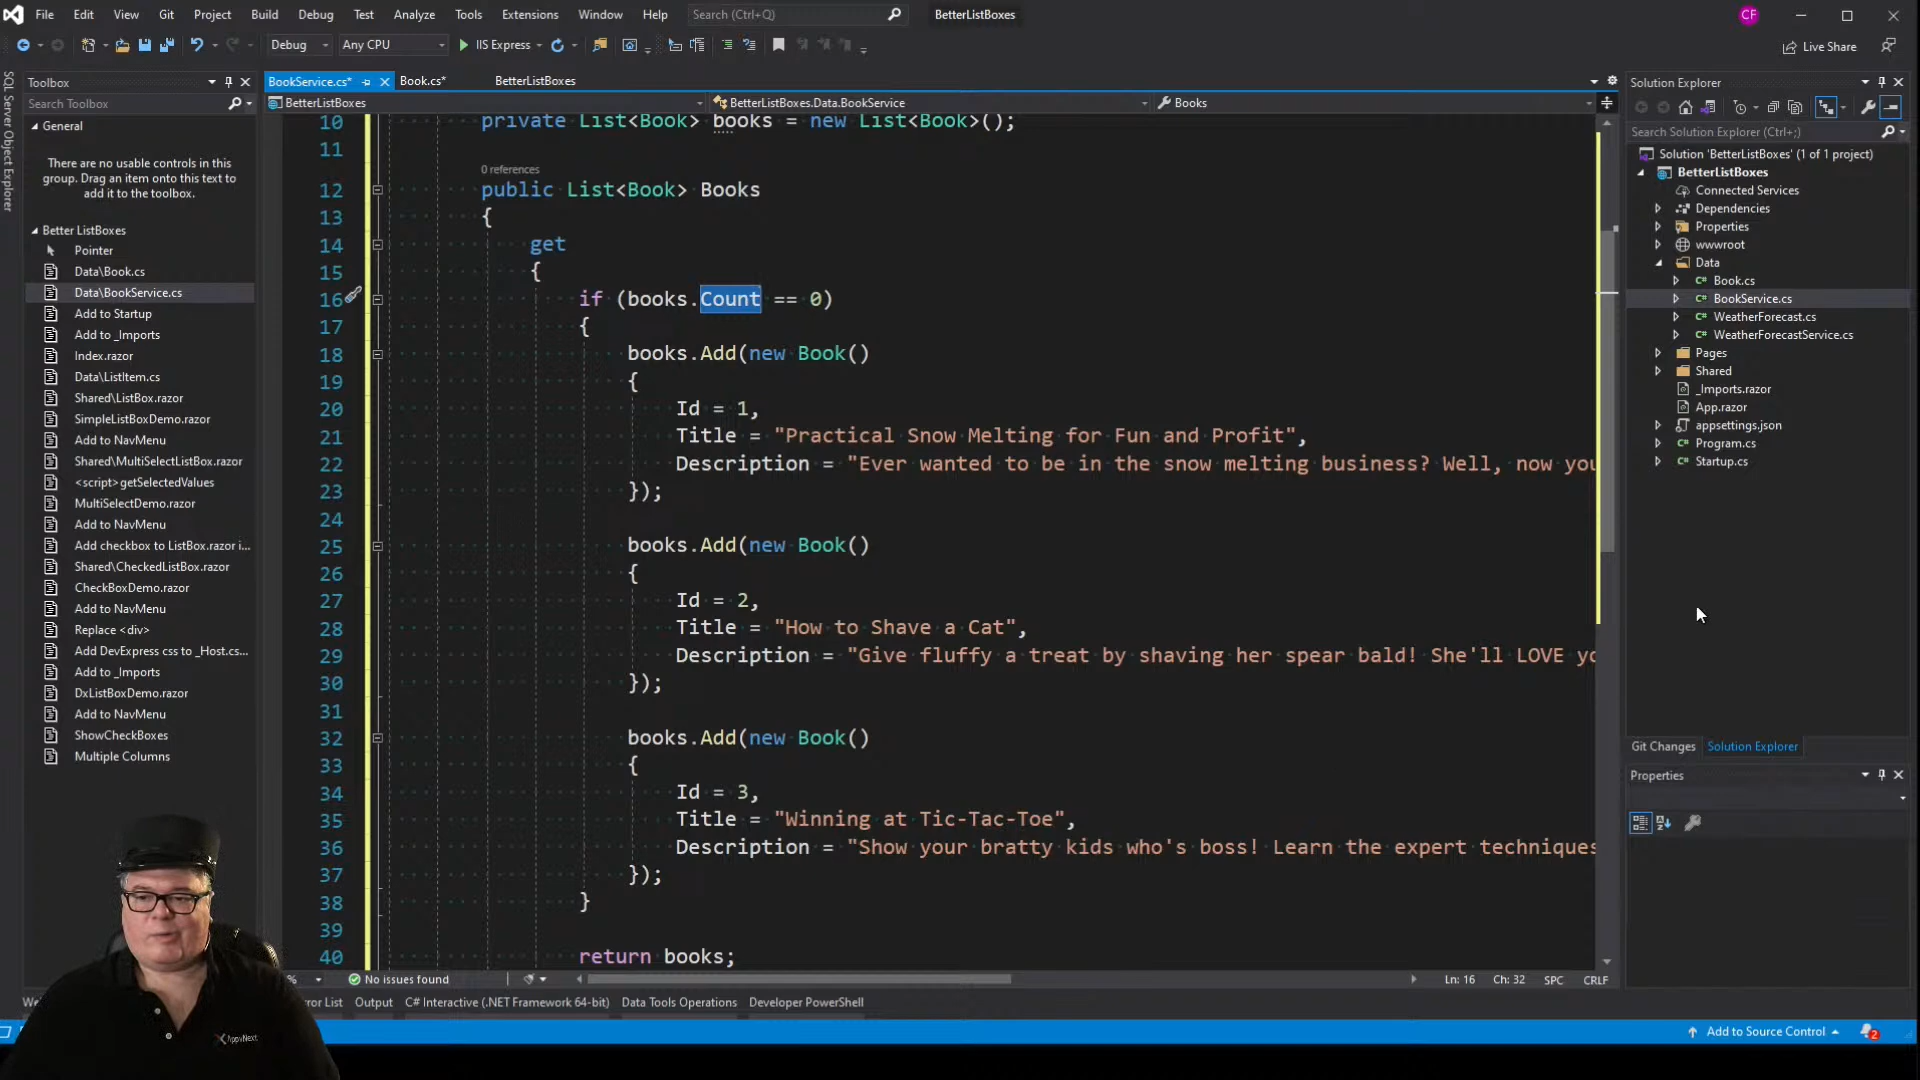 File Edit View Git Project Build Debug Test Analyze Tools Extensions Window Help Search (Ctrl+Q) BetterListBoxes CF
Debug Any CPU IIS Express Live Share
SQL Server Object Explorer
Toolbox
Search Toolbox
General
There are no usable controls in this
group. Drag an item onto this text to
add it to the toolbox.
Better ListBoxes
Pointer
Data\Book.cs
Data\BookService.cs
Add to Startup
Add to _Imports
Index.razor
Data\ListItem.cs
Shared\ListBox.razor
SimpleListBoxDemo.razor
Add to NavMenu
Shared\MultiSelectListBox.razor
<script>getSelectedValues
MultiSelectDemo.razor
Add to NavMenu
Add checkbox to ListBox.razor i...
Shared\CheckedListBox.razor
CheckBoxDemo.razor
Add to NavMenu
Replace <div>
Add DevExpress css to _Host.cs...
Add to _Imports
DxListBoxDemo.razor
Add to NavMenu
ShowCheckBoxes
Multiple Columns
BookService.cs* Book.cs* BetterListBoxes
BetterListBoxes BetterListBoxes.Data.BookService Books
10 private List<Book> books = new List<Book>();
11
0 references
12 public List<Book> Books
13 {
14 get
15 {
16 if (books.Count == 0)
17 {
18 books.Add(new Book()
19 {
20 Id = 1,
21 Title = "Practical Snow Melting for Fun and Profit",
22 Description = "Ever wanted to be in the snow melting business? Well, now you
23 });
24
25 books.Add(new Book()
26 {
27 Id = 2,
28 Title = "How to Shave a Cat",
29 Description = "Give fluffy a treat by shaving her spear bald! She'll LOVE yo
30 });
31
32 books.Add(new Book()
33 {
34 Id = 3,
35 Title = "Winning at Tic-Tac-Toe",
36 Description = "Show your bratty kids who's boss! Learn the expert techniques
37 });
38 }
39
40 return books;
% No issues found Ln: 16 Ch: 32 SPC CRLF
rror List Output C# Interactive (.NET Framework 64-bit) Data Tools Operations Developer PowerShell
Add to Source Control 2
Solution Explorer
Search Solution Explorer (Ctrl+;)
Solution 'BetterListBoxes' (1 of 1 project)
BetterListBoxes
Connected Services
Dependencies
Properties
wwwroot
Data
C# Book.cs
C# BookService.cs
C# WeatherForecast.cs
C# WeatherForecastService.cs
Pages
Shared
_Imports.razor
App.razor
appsettings.json
C# Program.cs
C# Startup.cs
Git Changes Solution Explorer
Properties
AppvNext